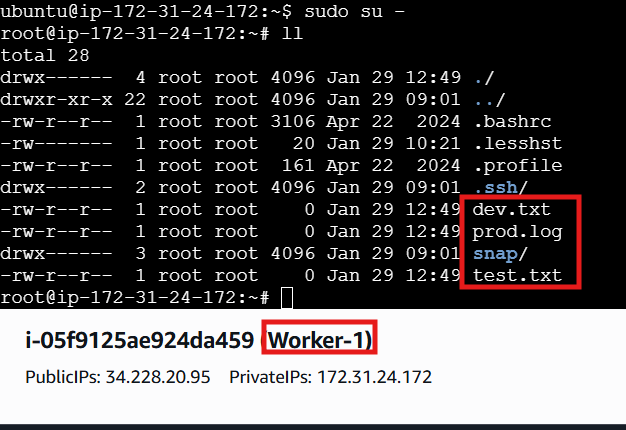 ubuntu@ip-172-31-24-172:~$ sudo su -
root@ip-172-31-24-172:~# ll
total 28
drwx------  4 root root 4096 Jan 29 12:49 ./
drwxr-xr-x 22 root root 4096 Jan 29 09:01 ../
-rw-r--r--  1 root root 3106 Apr 22  2024 .bashrc
-rw-------  1 root root   20 Jan 29 10:21 .lesshst
-rw-r--r--  1 root root  161 Apr 22  2024 .profile
drwx------  2 root root 4096 Jan 29 09:01 .ssh/
-rw-r--r--  1 root root    0 Jan 29 12:49 dev.txt
-rw-r--r--  1 root root    0 Jan 29 12:49 prod.log
drwx------  3 root root 4096 Jan 29 09:01 snap/
-rw-r--r--  1 root root    0 Jan 29 12:49 test.txt
root@ip-172-31-24-172:~#
i-05f9125ae924da459 (Worker-1)
PublicIPs: 34.228.20.95 PrivateIPs: 172.31.24.172